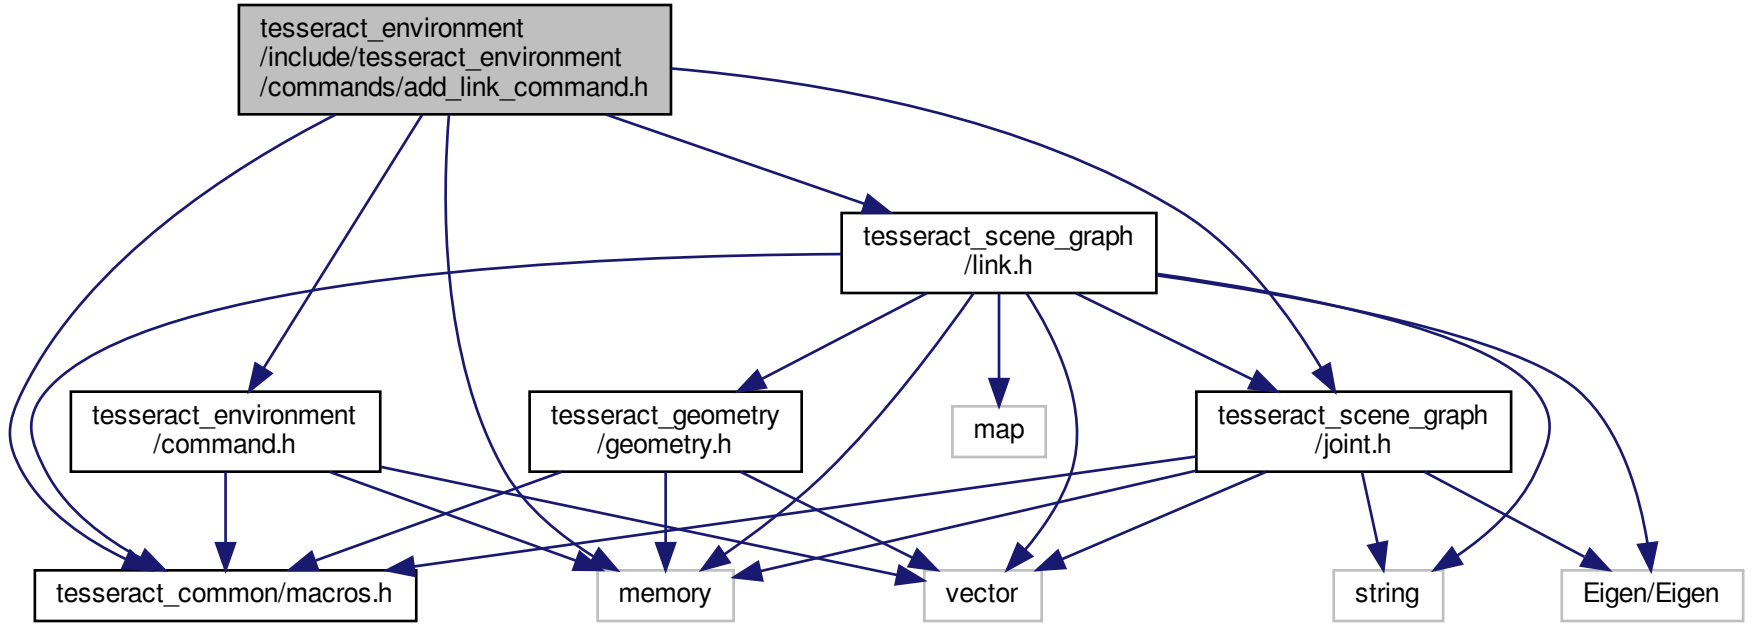 tesseract_environment
/include/tesseract_environment
/commands/add_link_command.h
tesseract_scene_graph
/link.h
tesseract_environment
/command.h
tesseract_geometry
/geometry.h
map
tesseract_scene_graph
/joint.h
tesseract_common/macros.h
memory
vector
string
Eigen/Eigen